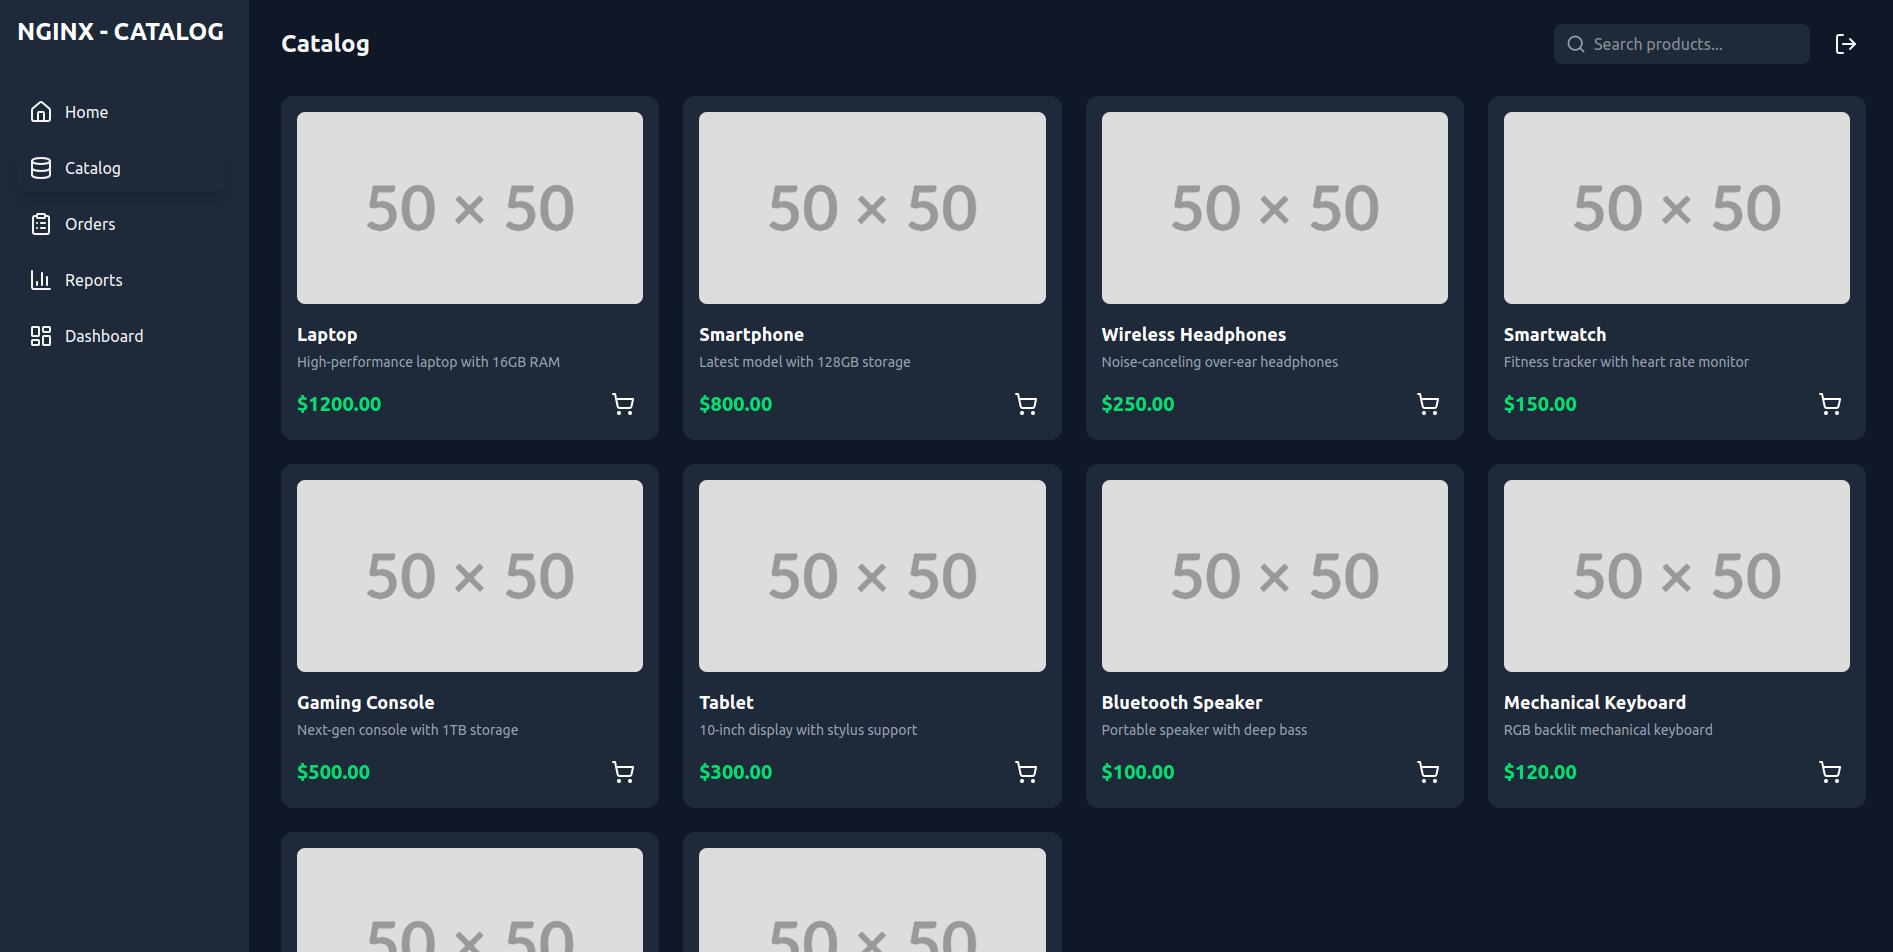 NGINX - CATALOG
Home
Catalog
Orders
Reports
Dashboard
Catalog
Search products...
50 × 50
50 × 50
50 × 50
50 × 50
Laptop
High-performance laptop with 16GB RAM
$1200.00
Smartphone
Latest model with 128GB storage
$800.00
Wireless Headphones
Noise-canceling over-ear headphones
$250.00
Smartwatch
Fitness tracker with heart rate monitor
$150.00
50 × 50
50 × 50
50 × 50
50 × 50
Gaming Console
Next-gen console with 1TB storage
$500.00
Tablet
10-inch display with stylus support
$300.00
Bluetooth Speaker
Portable speaker with deep bass
$100.00
Mechanical Keyboard
RGB backlit mechanical keyboard
$120.00
50 × 50
50 × 50